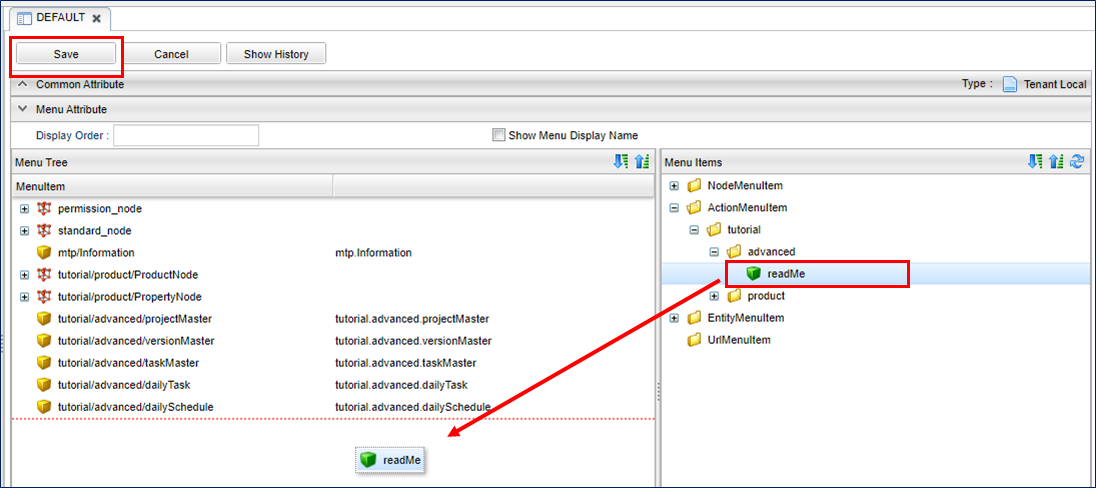 DEFAULT
Save Cancel Show History
Common Attribute Type : Tenant Local
Menu Attribute
Display Order : Show Menu Display Name
Menu Tree
MenuItem
permission_node
standard_node
mtp/Information mtp.Information
tutorial/product/ProductNode
tutorial/product/PropertyNode
tutorial/advanced/projectMaster tutorial.advanced.projectMaster
tutorial/advanced/versionMaster tutorial.advanced.versionMaster
tutorial/advanced/taskMaster tutorial.advanced.taskMaster
tutorial/advanced/dailyTask tutorial.advanced.dailyTask
tutorial/advanced/dailySchedule tutorial.advanced.dailySchedule
readMe
Menu Items
NodeMenuItem
ActionMenuItem
tutorial
advanced
readMe
product
EntityMenuItem
UrlMenuItem